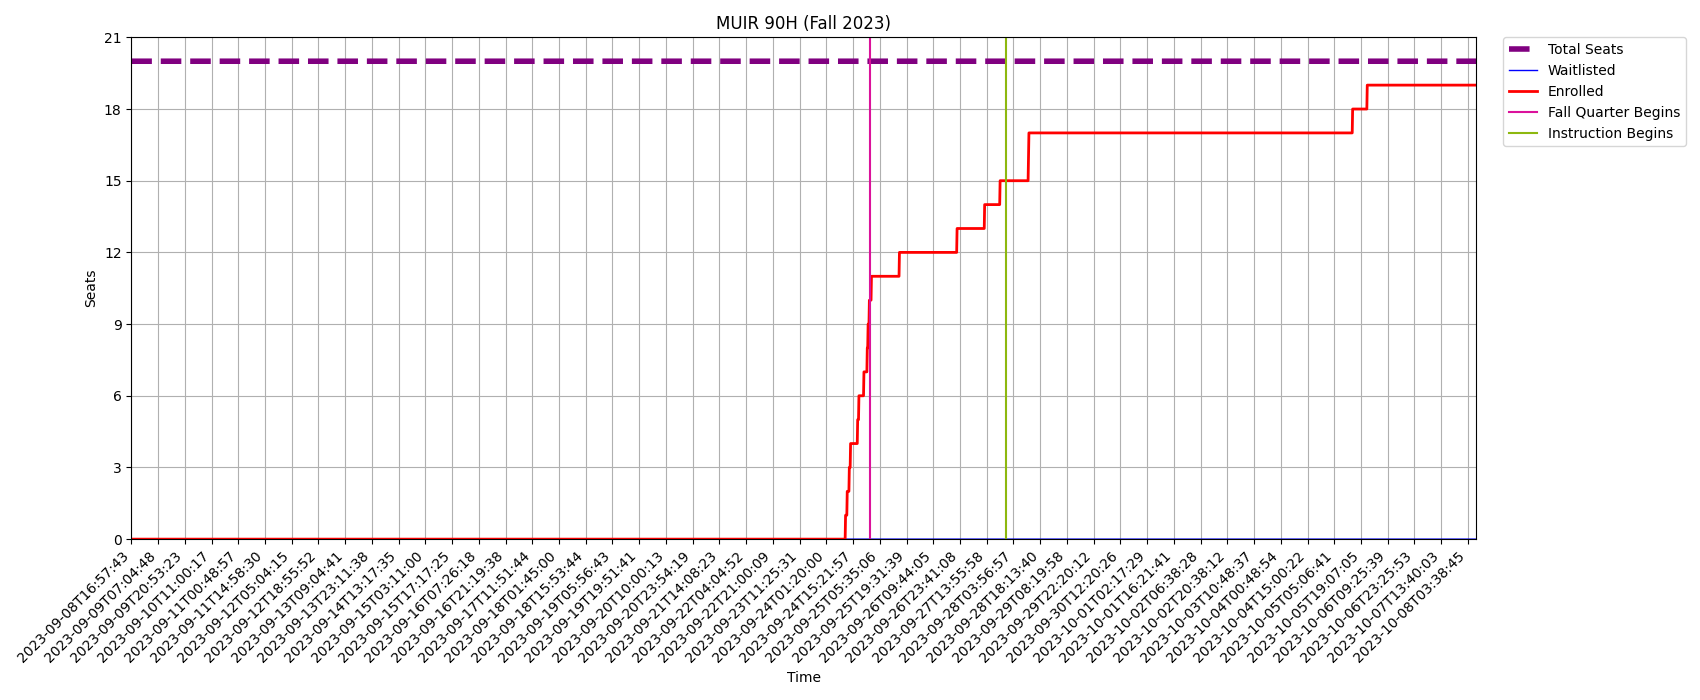 MUIR 90H (Fall 2023)
21
18
15
12
9
6
3
0
Seats
2023-09-08T16:57:43
2023-09-09T07:04:48
2023-09-09T20:53:23
2023-09-10T11:00:17
2023-09-11T00:48:57
2023-09-11T14:58:30
2023-09-12T05:04:15
2023-09-12T18:55:52
2023-09-13T09:04:41
2023-09-13T23:11:38
2023-09-14T13:17:35
2023-09-15T03:11:00
2023-09-15T17:17:25
2023-09-16T07:26:18
2023-09-16T21:19:38
2023-09-17T11:51:44
2023-09-18T01:45:00
2023-09-18T15:53:44
2023-09-19T05:56:43
2023-09-19T19:51:41
2023-09-20T10:00:13
2023-09-20T23:54:19
2023-09-21T14:08:23
2023-09-22T04:04:52
2023-09-22T21:00:09
2023-09-23T11:25:31
2023-09-24T01:20:00
2023-09-24T15:21:57
2023-09-25T05:35:06
2023-09-25T19:31:39
2023-09-26T09:44:05
2023-09-26T23:41:08
2023-09-27T13:55:58
2023-09-28T03:56:57
2023-09-28T18:13:40
2023-09-29T08:19:58
2023-09-29T22:20:12
2023-09-30T12:20:26
2023-10-01T02:17:29
2023-10-01T16:21:41
2023-10-02T06:38:28
2023-10-02T20:38:12
2023-10-03T10:48:37
2023-10-04T00:48:54
2023-10-04T15:00:22
2023-10-05T05:06:41
2023-10-05T19:07:05
2023-10-06T09:25:39
2023-10-06T23:25:53
2023-10-07T13:40:03
2023-10-08T03:38:45
Time
Total Seats
Waitlisted
Enrolled
Fall Quarter Begins
Instruction Begins